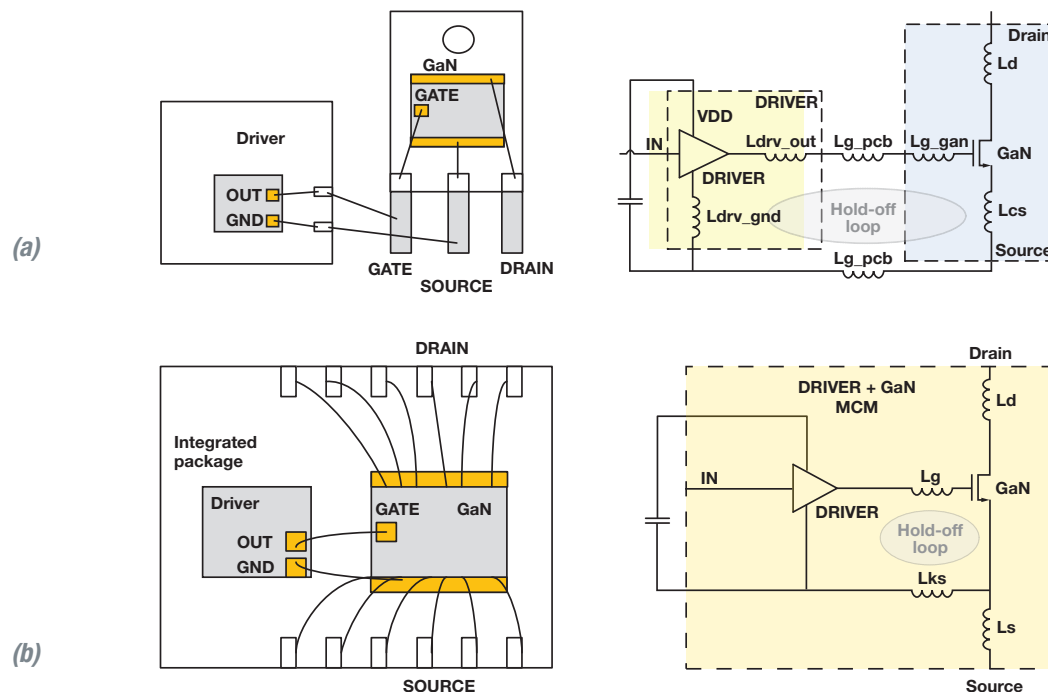 GaN
GATE
Driver
OUT
GND
GATE
DRAIN
SOURCE
(a)
Drain
Ld
DRIVER
VDD
IN
Ldrv_out
Lg_pcb
Lg_gan
GaN
DRIVER
Ldrv_gnd
Hold-off
loop
Lcs
Source
Lg_pcb
DRAIN
Integrated
package
Driver
GATE
GaN
OUT
GND
SOURCE
(b)
Drain
DRIVER + GaN
MCM
Ld
IN
Lg
GaN
DRIVER
Hold-off
loop
Lks
Ls
Source